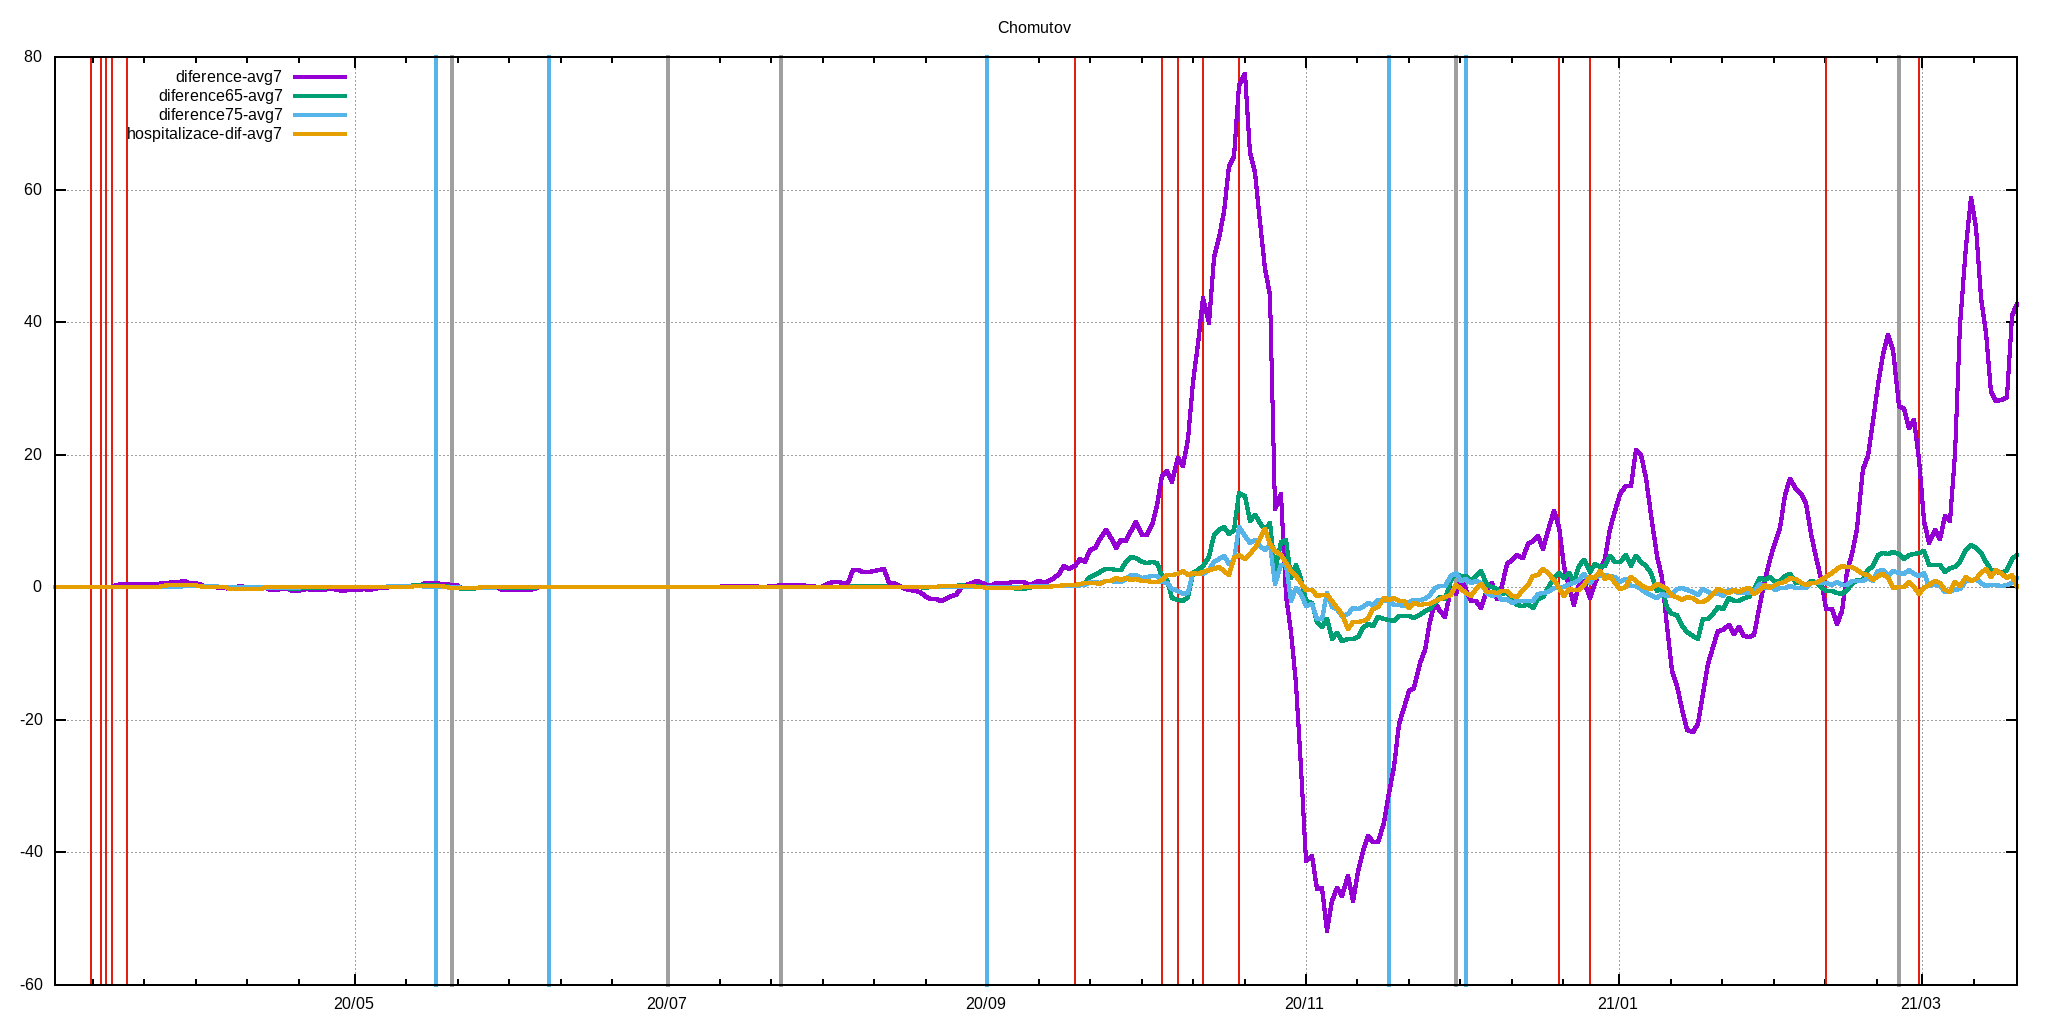 Chomutov
80
60
40
20
0
-20
-40
-60
diference-avg7
diference65-avg7
diference75-avg7
hospitalizace-dif-avg7
20/05
20/07
20/09
20/11
21/01
21/03